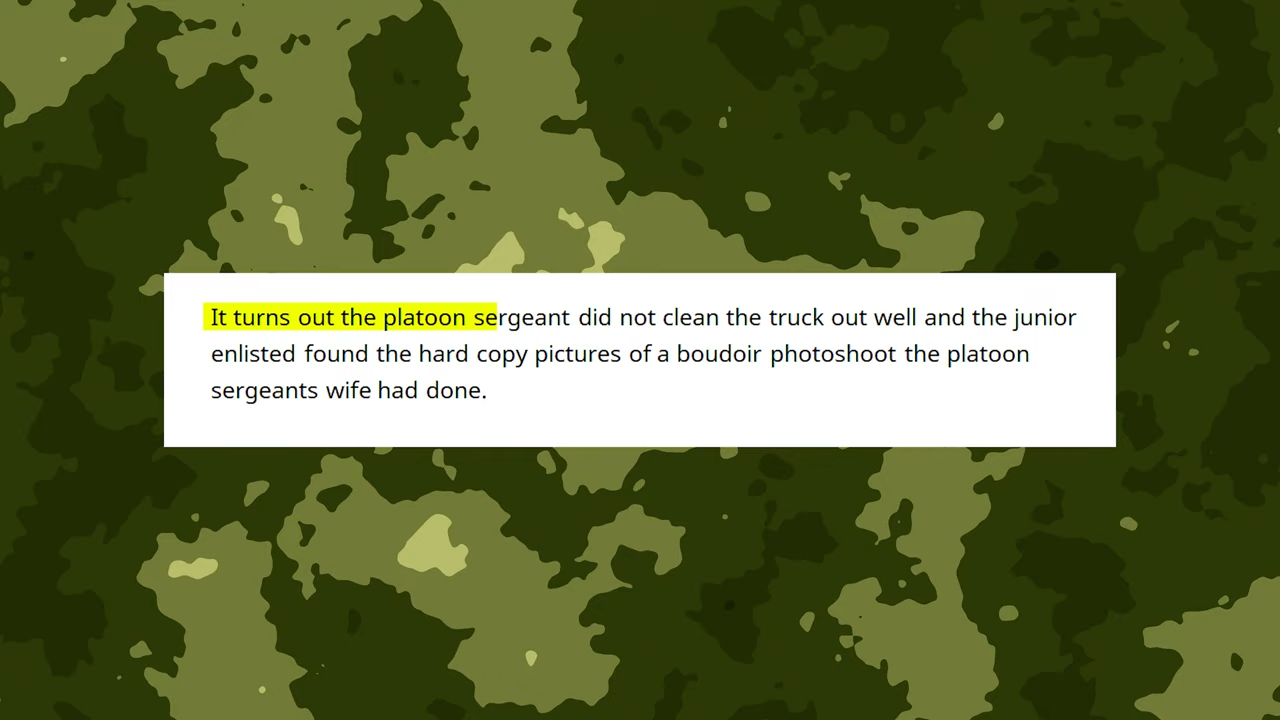 It turns out the platoon sergeant did not clean the truck out well and the junior
enlisted found the hard copy pictures of a boudoir photoshoot the platoon
sergeants wife had done.